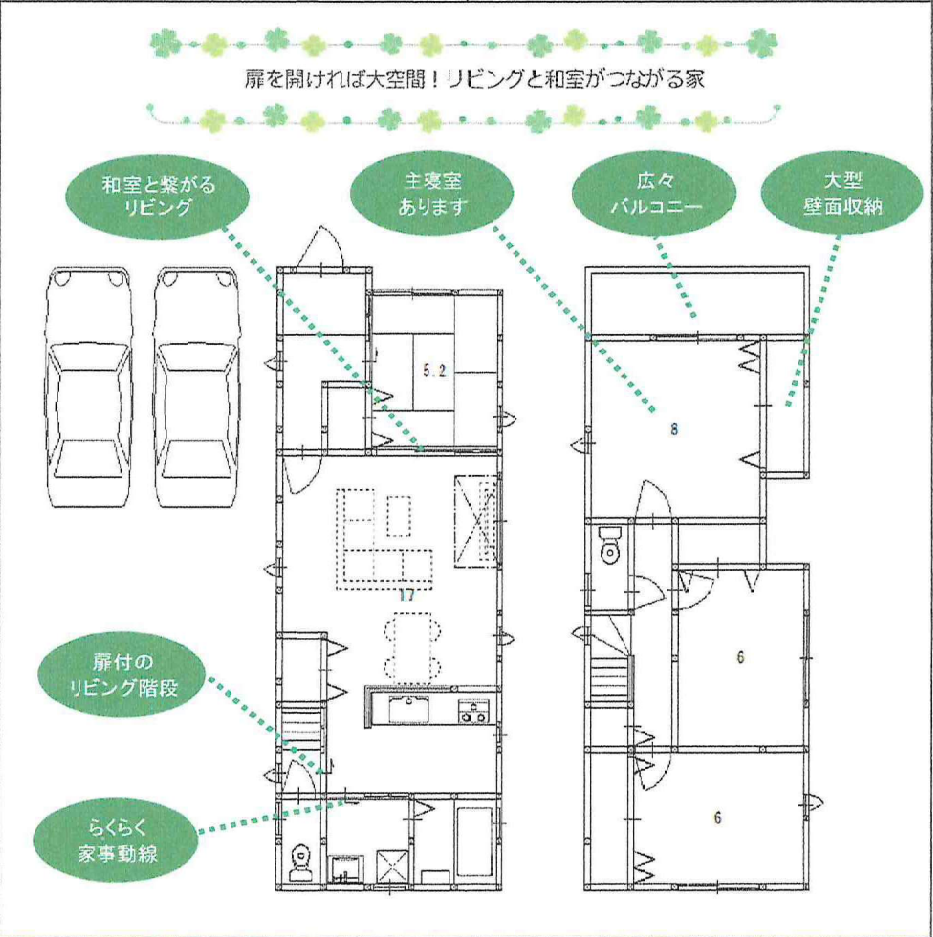 扉を開ければ大空間！リビングと和室がつながる家
和室と繋がる
リビング
主寝室
あります
広々
バルコニー
大型
壁面収納
5.2
8
17
扉付の
リビング階段
6
6
らくらく
家事動線